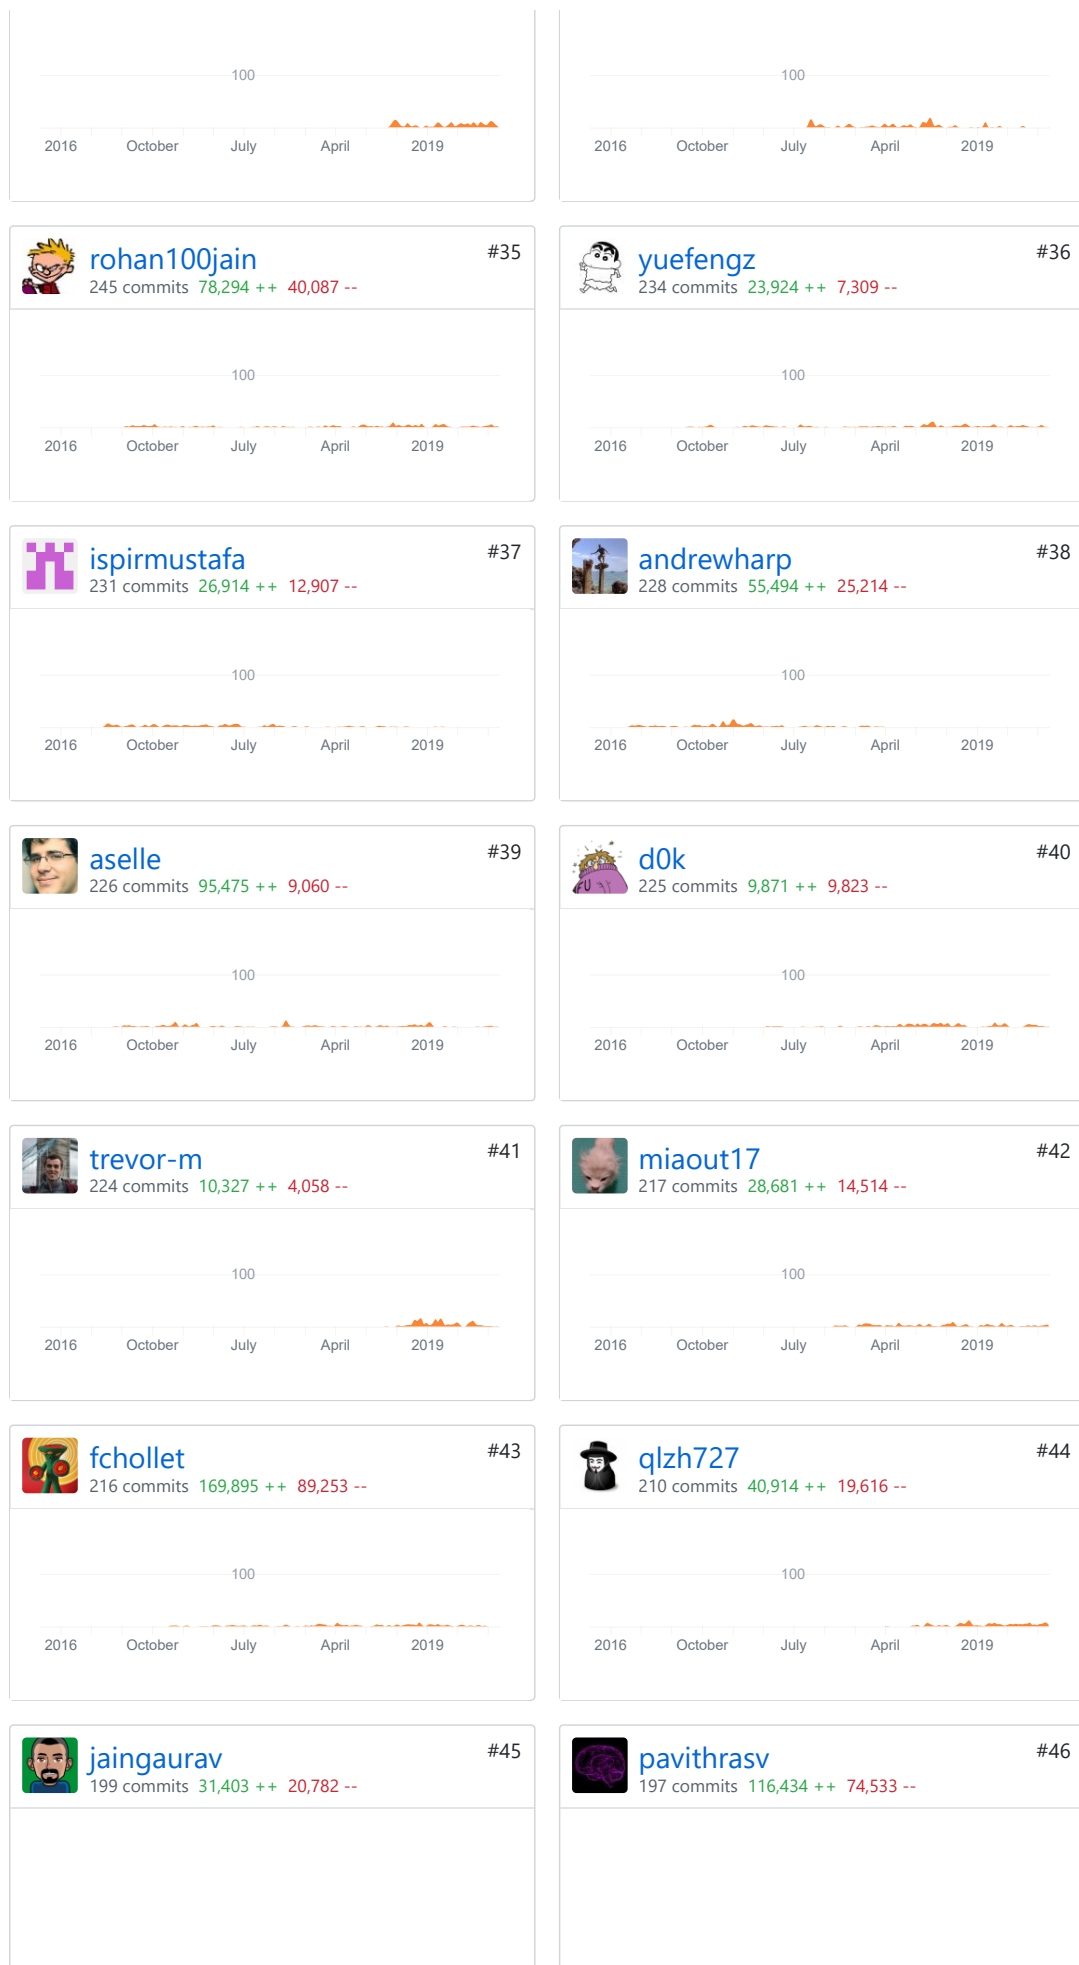 100
2016 October July April 2019
100
2016 October July April 2019
rohan100jain #35
245 commits 78,294 ++ 40,087 --
100
2016 October July April 2019
yuefengz #36
234 commits 23,924 ++ 7,309 --
100
2016 October July April 2019
ispirmustafa #37
231 commits 26,914 ++ 12,907 --
100
2016 October July April 2019
andrewharp #38
228 commits 55,494 ++ 25,214 --
100
2016 October July April 2019
aselle #39
226 commits 95,475 ++ 9,060 --
100
2016 October July April 2019
d0k #40
225 commits 9,871 ++ 9,823 --
100
2016 October July April 2019
trevor-m #41
224 commits 10,327 ++ 4,058 --
100
2016 October July April 2019
miaout17 #42
217 commits 28,681 ++ 14,514 --
100
2016 October July April 2019
fchollet #43
216 commits 169,895 ++ 89,253 --
100
2016 October July April 2019
qlzh727 #44
210 commits 40,914 ++ 19,616 --
100
2016 October July April 2019
jaingaurav #45
199 commits 31,403 ++ 20,782 --
pavithrasv #46
197 commits 116,434 ++ 74,533 --